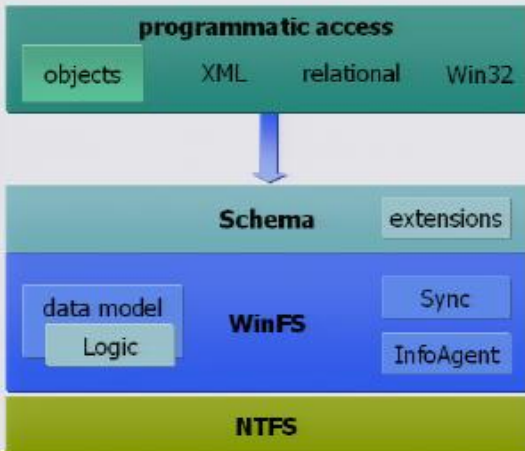 programmatic access
objects XML relational Win32
Schema extensions
data model WinFS Sync
Logic InfoAgent
NTFS